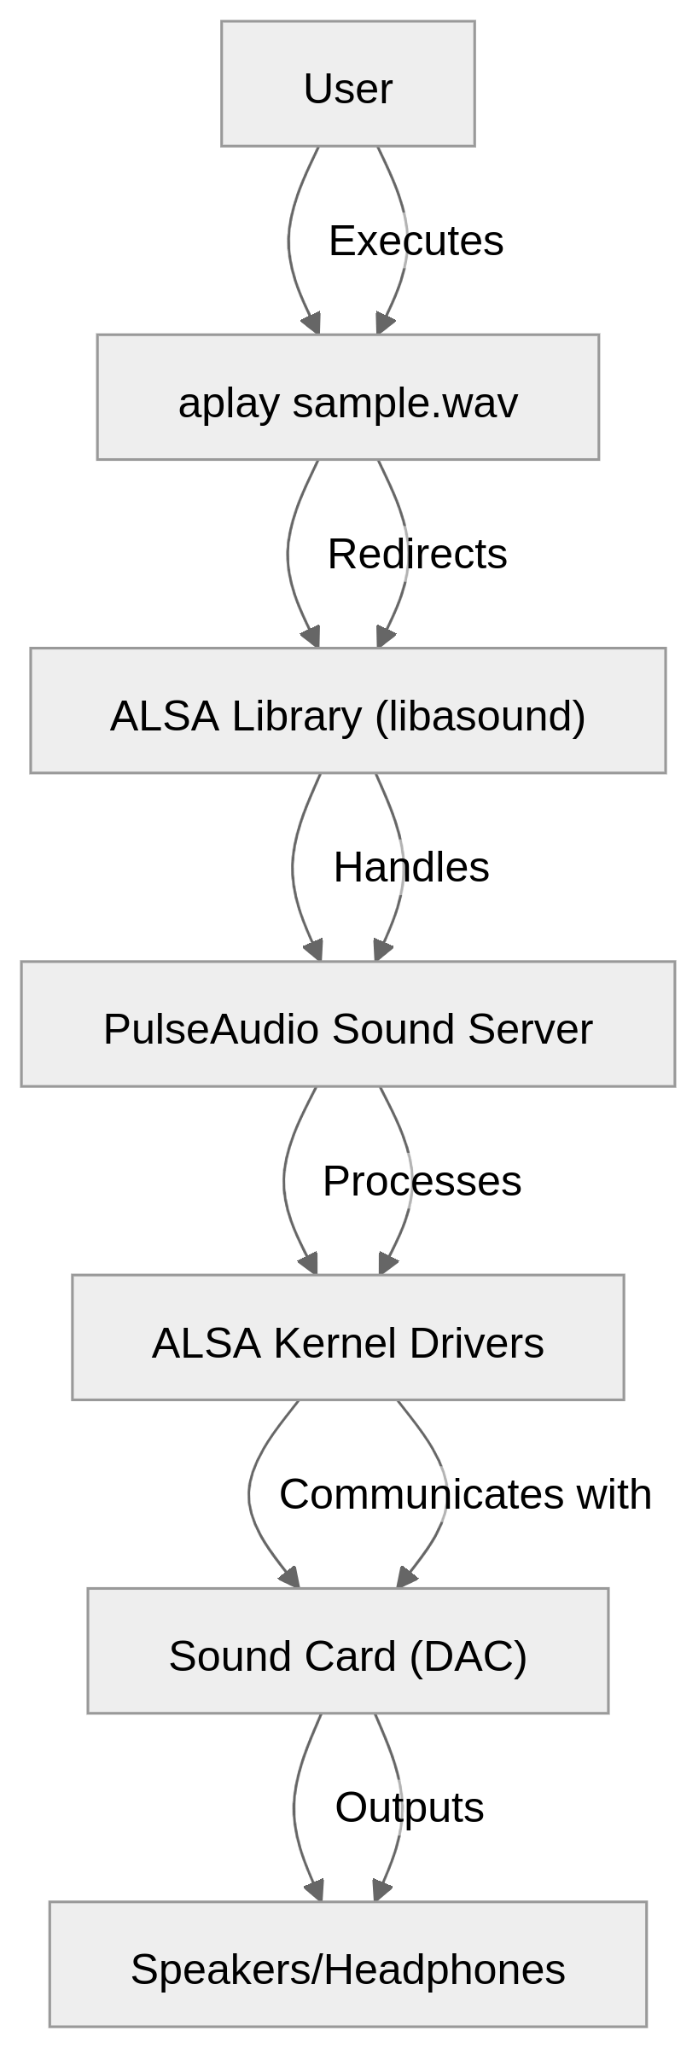 User
Executes
aplay sample.wav
Redirects
ALSA Library (libasound)
Handles
PulseAudio Sound Server
Processes
ALSA Kernel Drivers
Communicates with
Sound Card (DAC)
Outputs
Speakers/Headphones